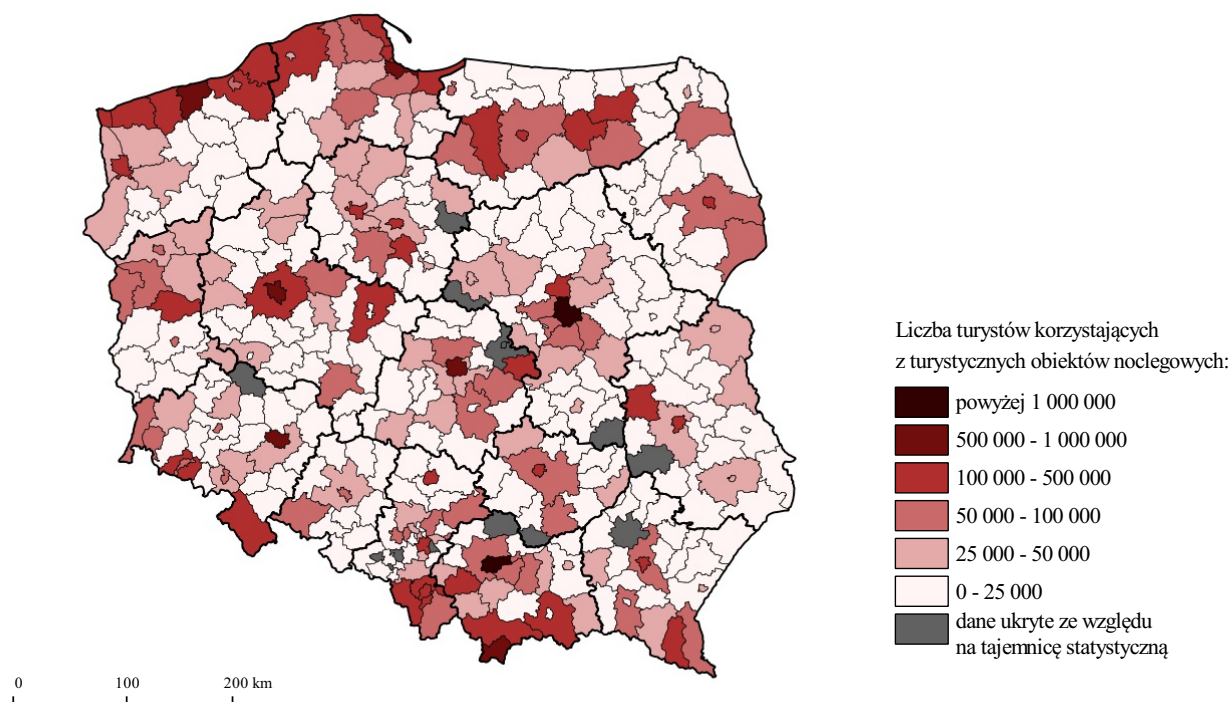 Liczba turystów korzystających
z turystycznych obiektów noclegowych:
powyżej 1 000 000
500 000 - 1 000 000
100 000 - 500 000
50 000 - 100 000
25 000 - 50 000
0 - 25 000
dane ukryte ze względu
na tajemnicę statystyczną
0 100 200 km